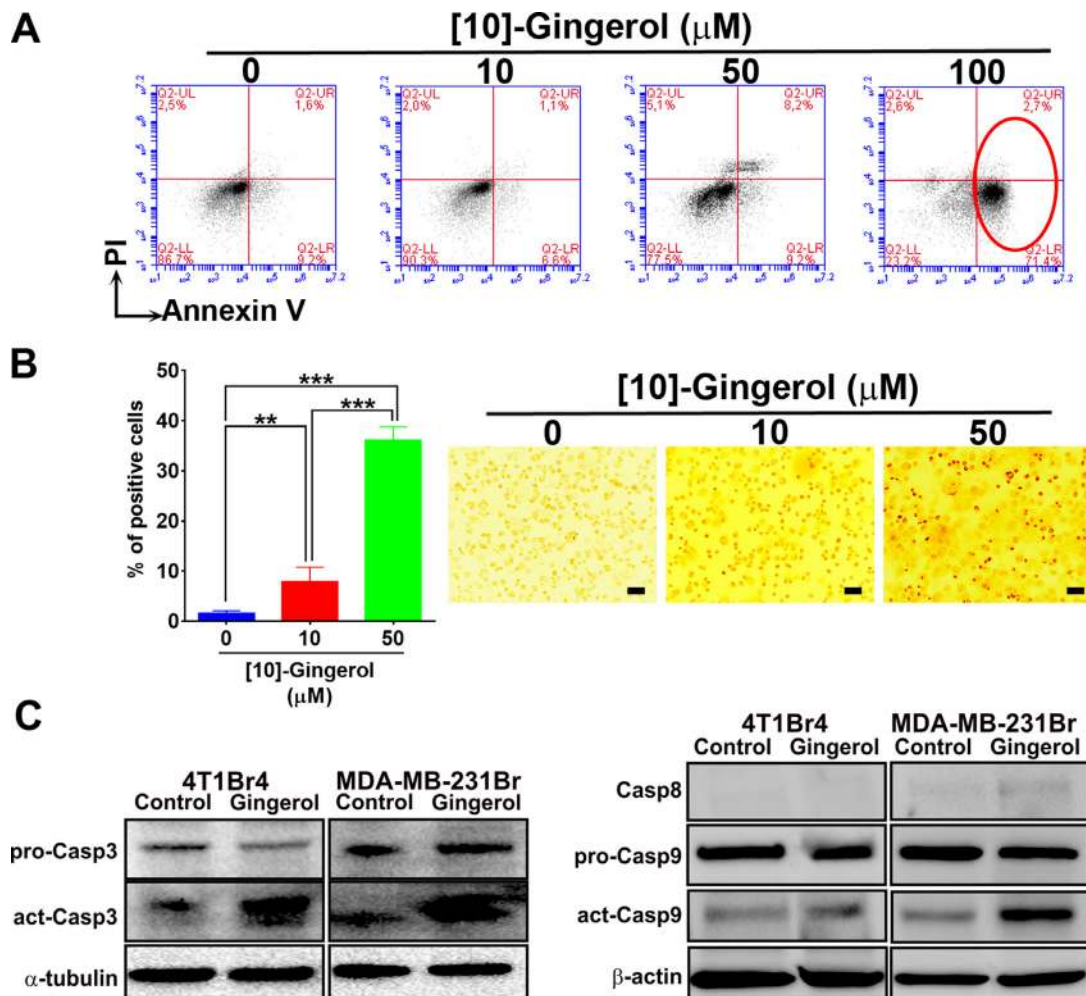 A
[10]-Gingerol (μM)
0 10 50 100
Q2-UL Q2-UR
2,5% 1,6%
Q2-LL Q2-LR
86.7% 9.2%
Q2-UL Q2-UR
2,0% 1,1%
Q2-LL Q2-LR
90.3% 6.6%
Q2-UL Q2-UR
5,1% 8,2%
Q2-LL Q2-LR
77.5% 9.2%
Q2-UL Q2-UR
2,6% 2,7%
Q2-LL Q2-LR
23.2% 71.4%
PI
Annexin V
B
% of positive cells
50
40
30
20
10
0
***
** ***
0 10 50
[10]-Gingerol
(μM)
[10]-Gingerol (μM)
0 10 50
C
4T1Br4 MDA-MB-231Br
Control Gingerol Control Gingerol
pro-Casp3
act-Casp3
α-tubulin
4T1Br4 MDA-MB-231Br
Control Gingerol Control Gingerol
Casp8
pro-Casp9
act-Casp9
β-actin